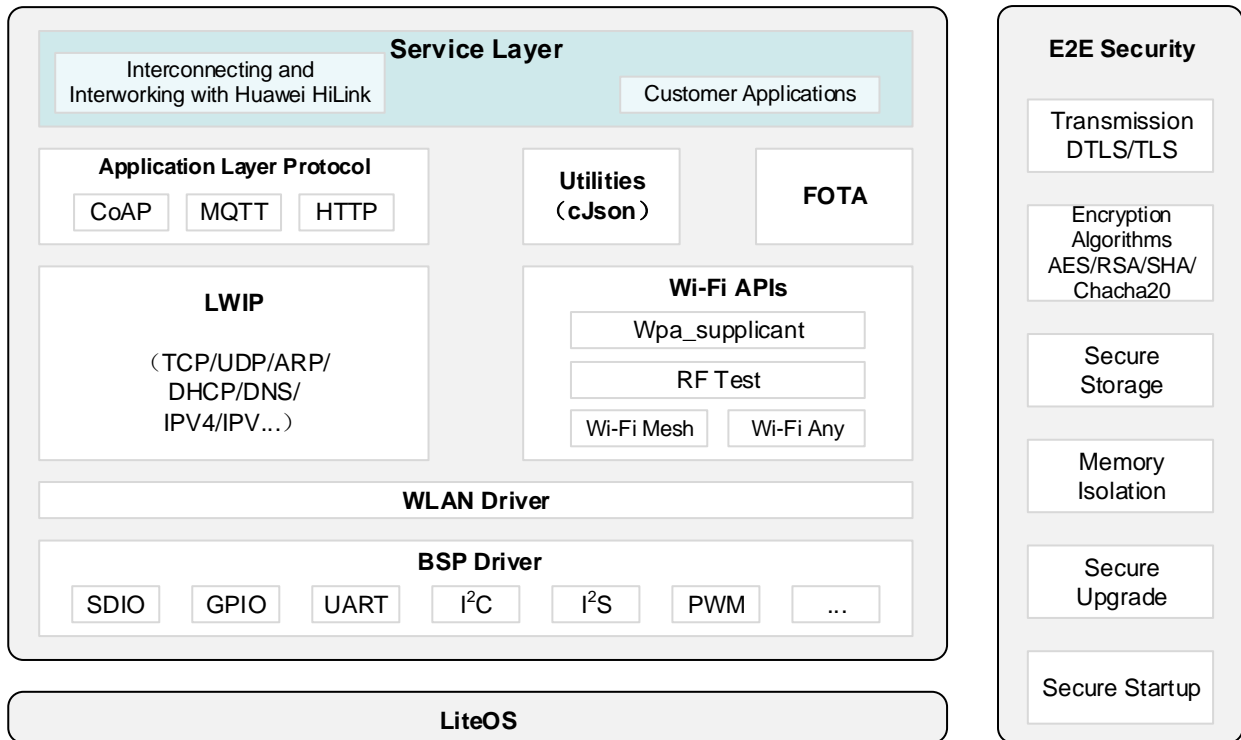 Service Layer
Interconnecting and
Interworking with Huawei HiLink
Customer Applications
Application Layer Protocol
CoAP
MQTT
HTTP
Utilities
（cJson）
FOTA
LWIP
（TCP/UDP/ARP/
DHCP/DNS/
IPV4/IPV...）
Wi-Fi APIs
Wpa_supplicant
RF Test
Wi-Fi Mesh
Wi-Fi Any
WLAN Driver
BSP Driver
SDIO
GPIO
UART
I²C
I²S
PWM
...
LiteOS
E2E Security
Transmission
DTLS/TLS
Encryption
Algorithms
AES/RSA/SHA/
Chacha20
Secure
Storage
Memory
Isolation
Secure
Upgrade
Secure Startup